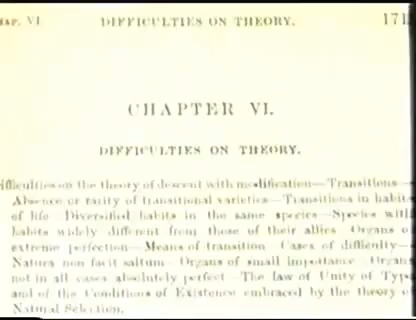 HAP. VI. DIFFICULTIES ON THEORY. 171
CHAPTER VI.
DIFFICULTIES ON THEORY.
ifficulties on the theory of descent with modification—Transitions—
Absence or rarity of transitional varieties—Transitions in habits
of life—Diversified habits in the same species—Species with
habits widely different from those of their allies—Organs o
extreme perfection—Means of transition—Cases of difficulty—
Natura non facit saltum—Organs of small importance—Organs
not in all cases absolutely perfect—The law of Unity of Type
and of the Conditions of Existence embraced by the theory o
Natural Selection.